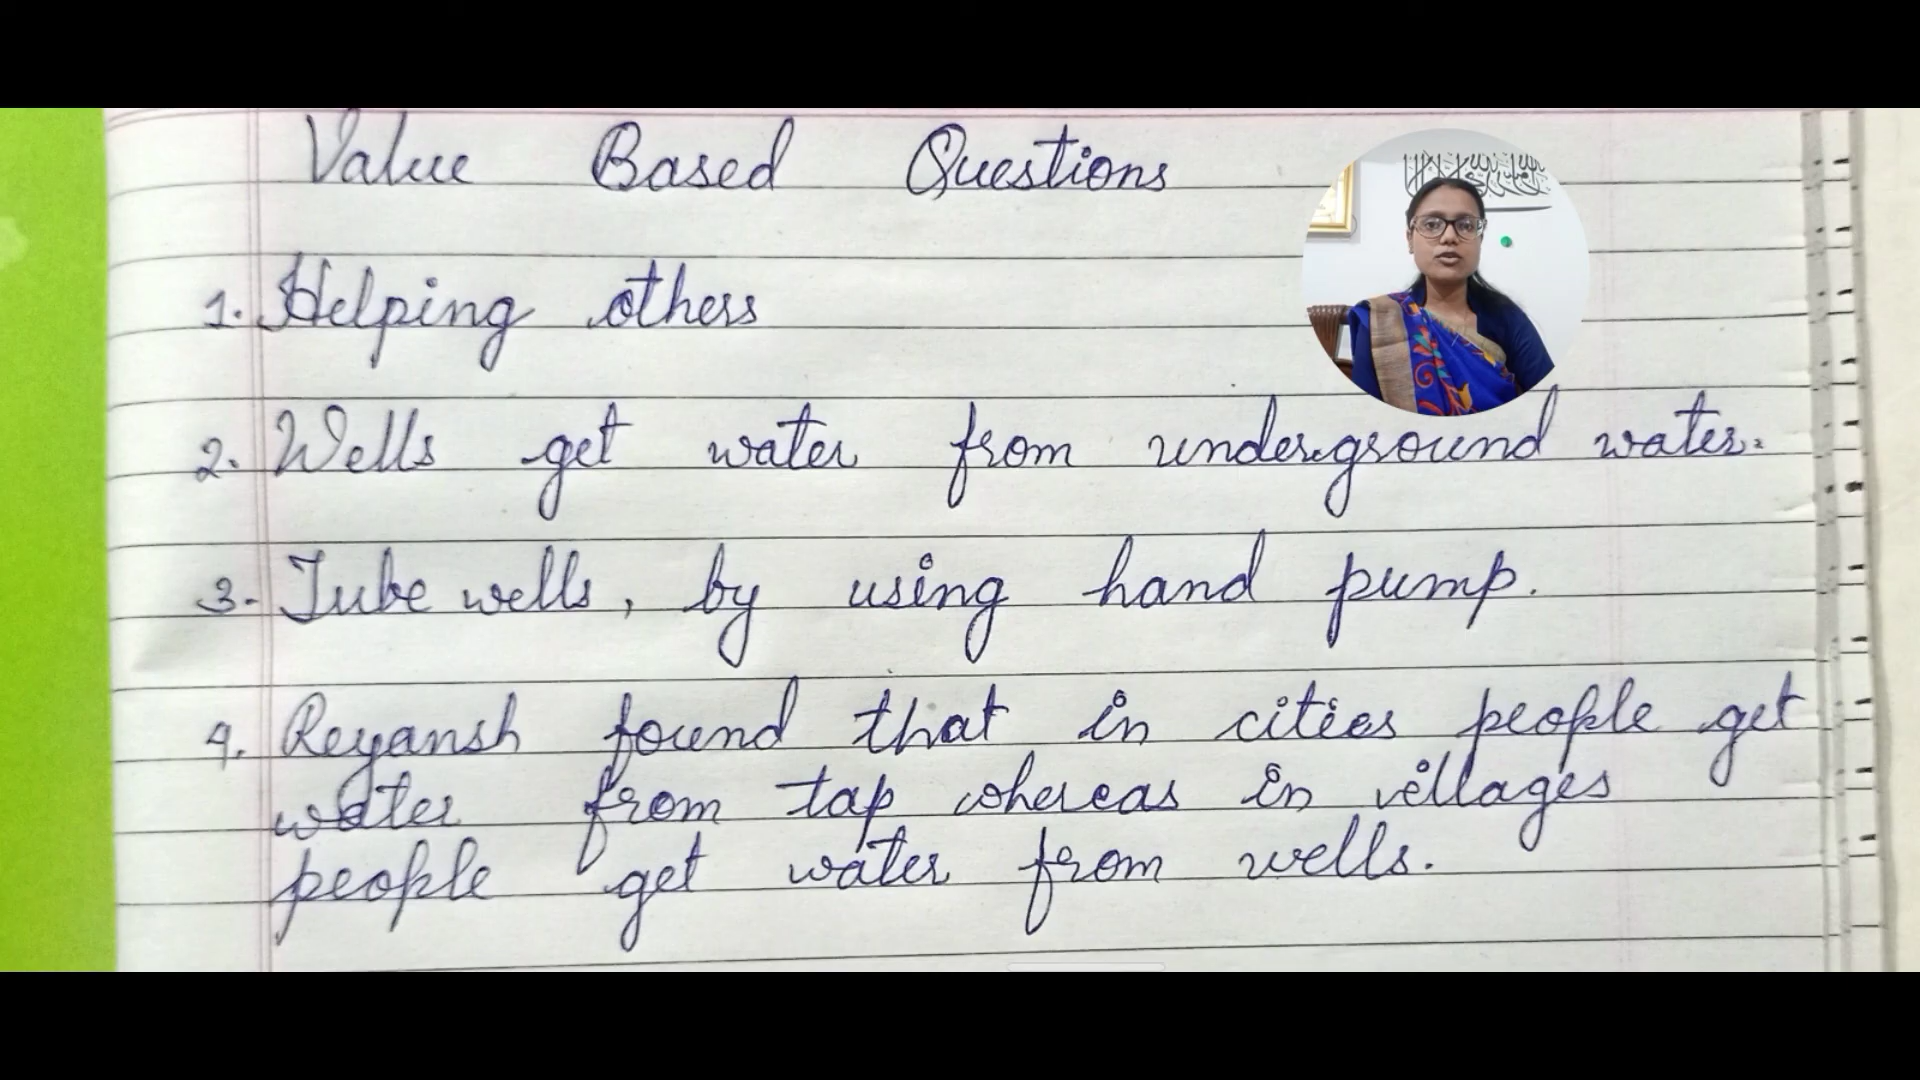 Value Based Questions
1. Helping others
2. Wells get water from underground water.
3. Tube wells, by using hand pump.
4. Reyansh found that in cities people get
water from tap whereas in villages
people get water from wells.